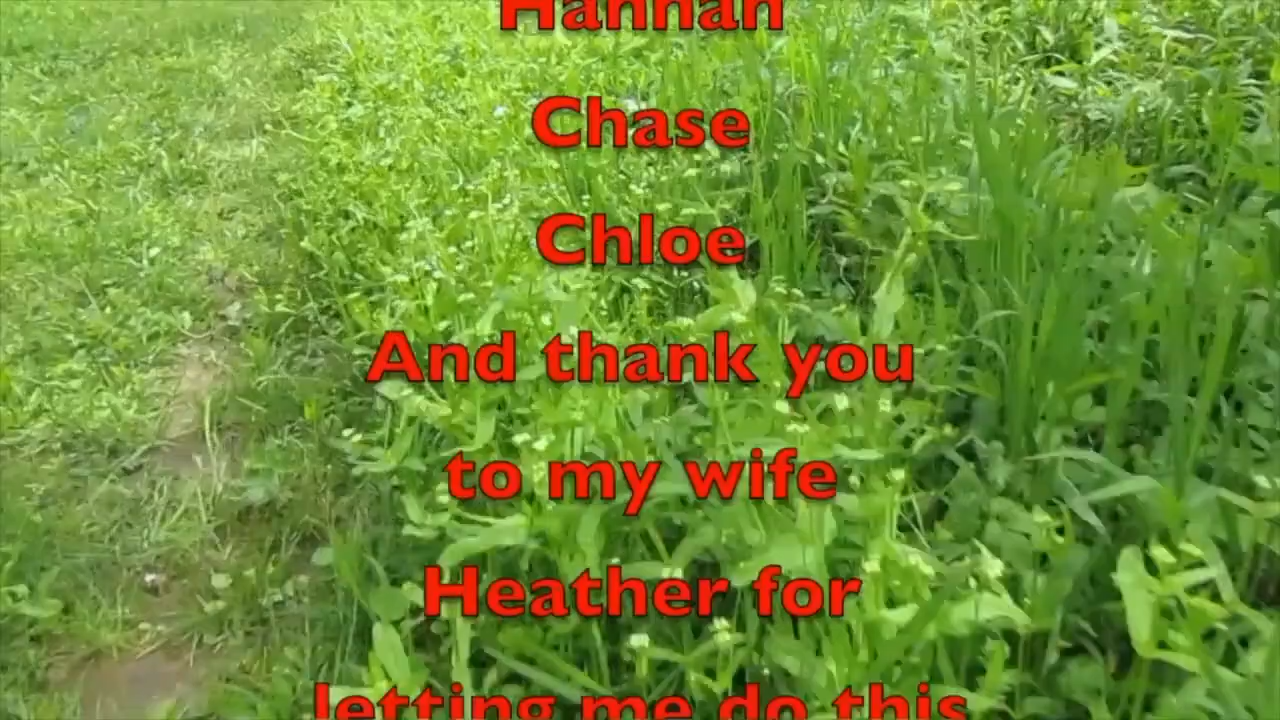 Hannah
Chase
Chloe
And thank you
to my wife
Heather for
letting me do this